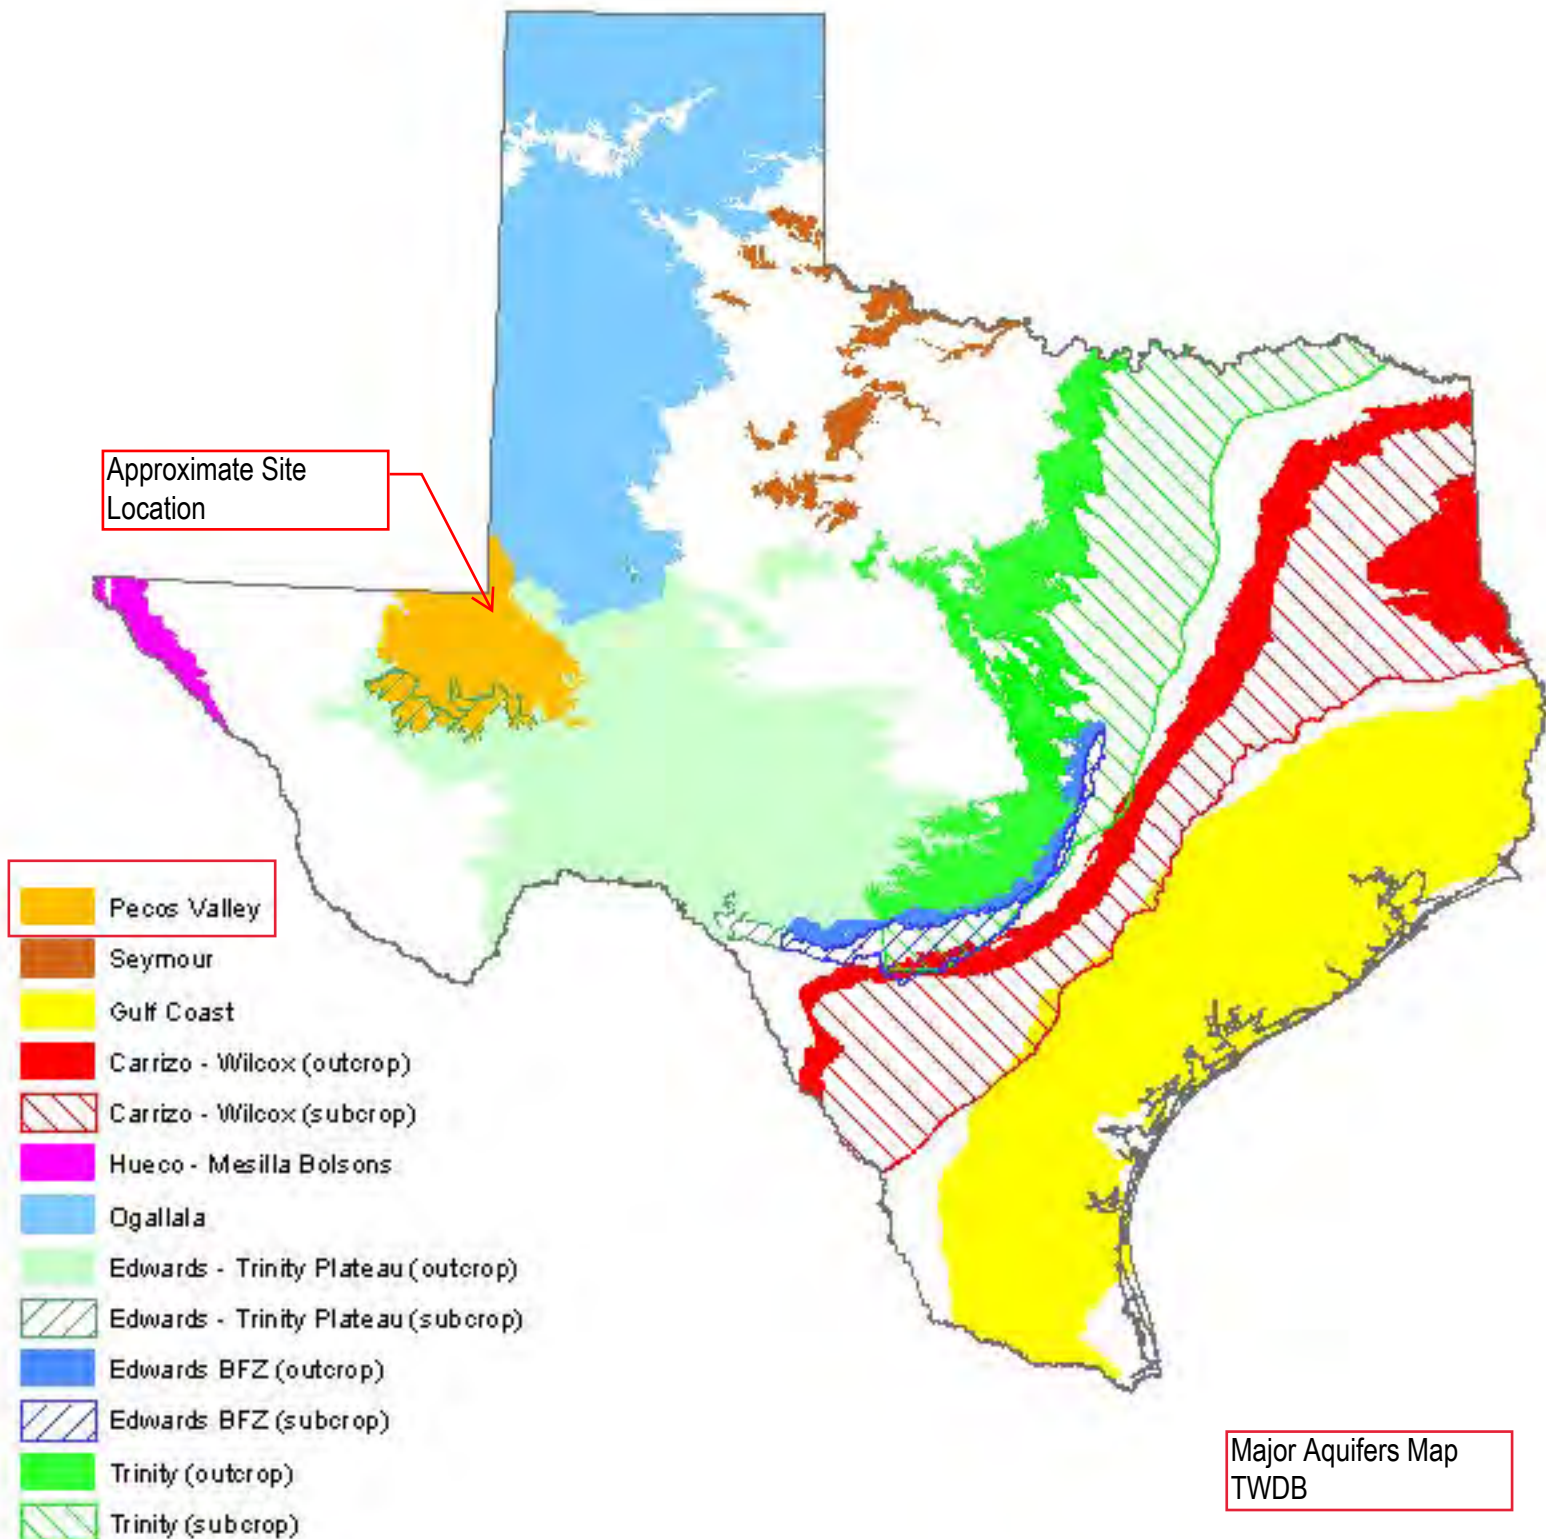 Approximate Site
Location
Pecos Valley
Seymour
Gulf Coast
Carrizo - Wilcox (outcrop)
Carrizo - Wilcox (subcrop)
Hueco - Mesilla Bolsons
Ogallala
Edwards - Trinity Plateau (outcrop)
Edwards - Trinity Plateau (subcrop)
Edwards BFZ (outcrop)
Edwards BFZ (subcrop)
Trinity (outcrop)
Trinity (subcrop)
Major Aquifers Map
TWDB